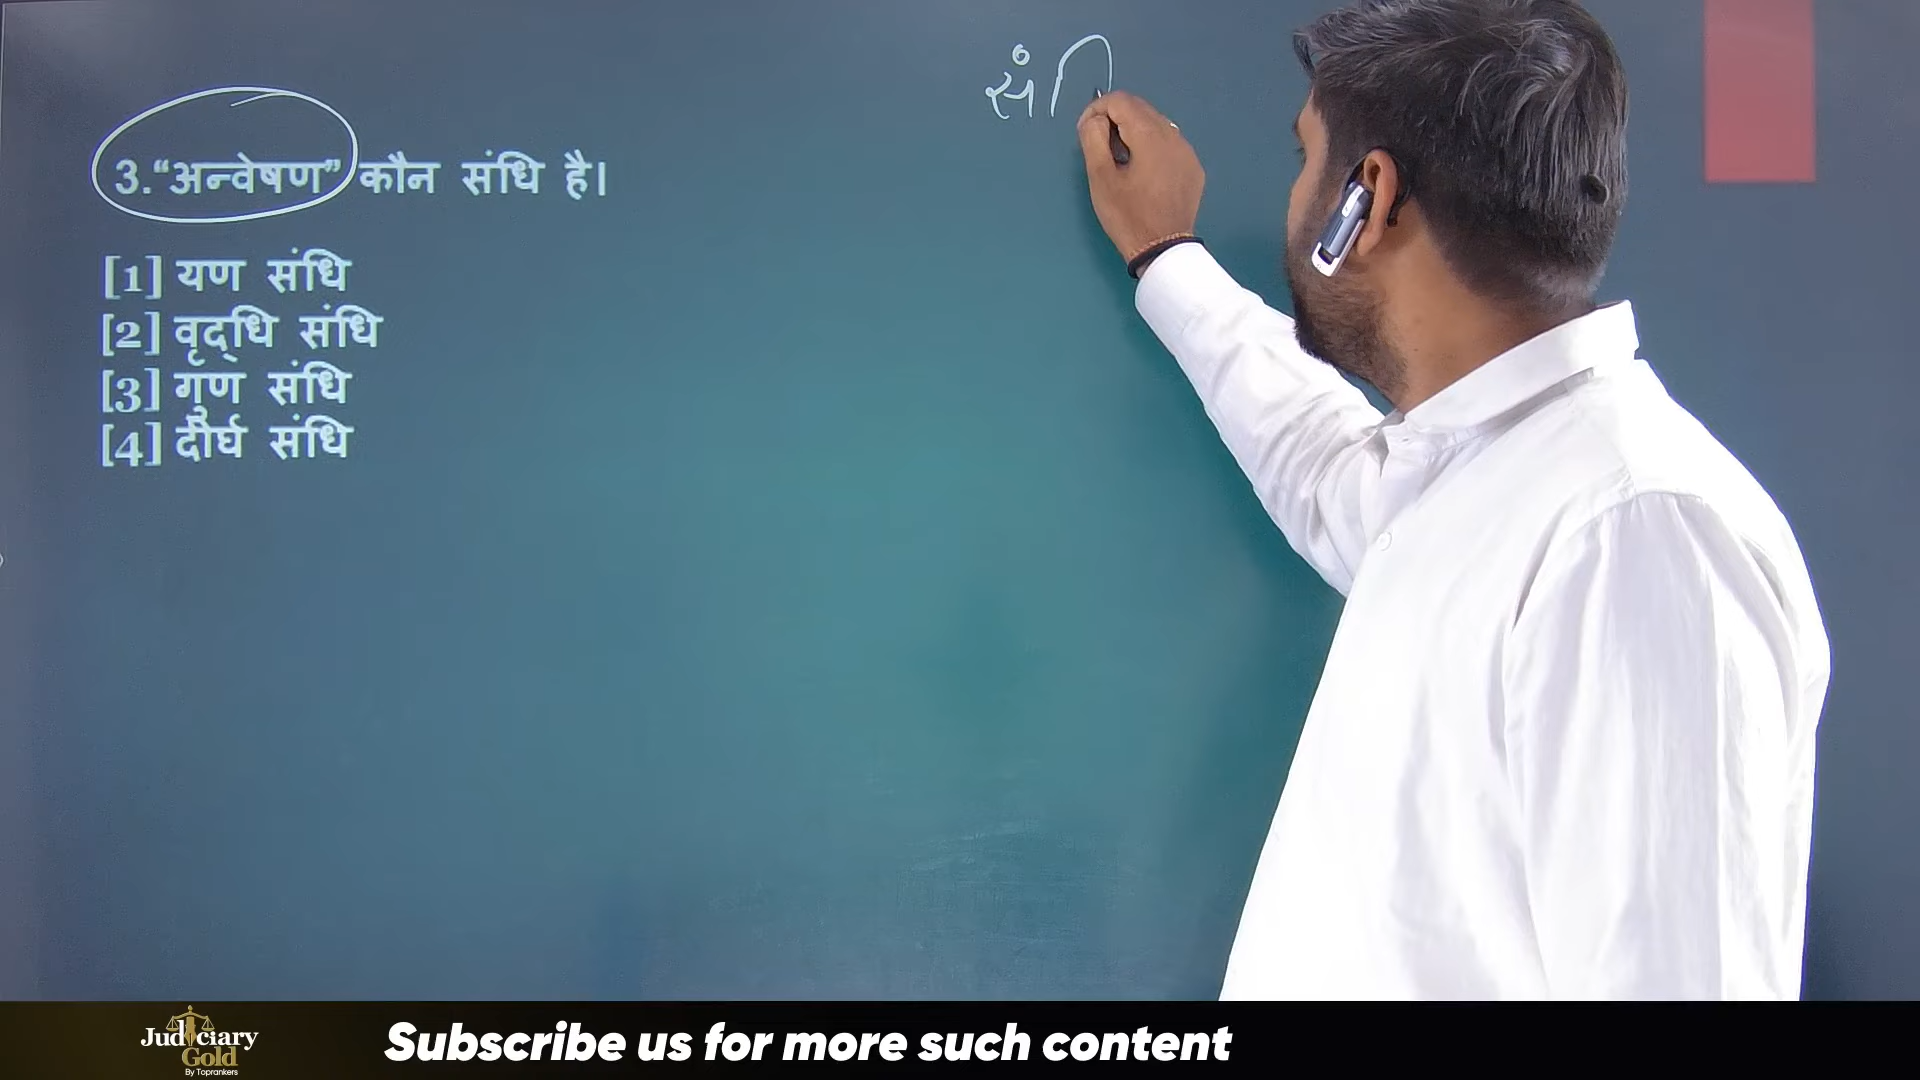 3.“अन्वेषण” कौन संधि है।
[1] यण संधि
[2] वृद्धि संधि
[3] गुण संधि
[4] दीर्घ संधि
सं
Judiciary
Gold
By Toprankers
Subscribe us for more such content